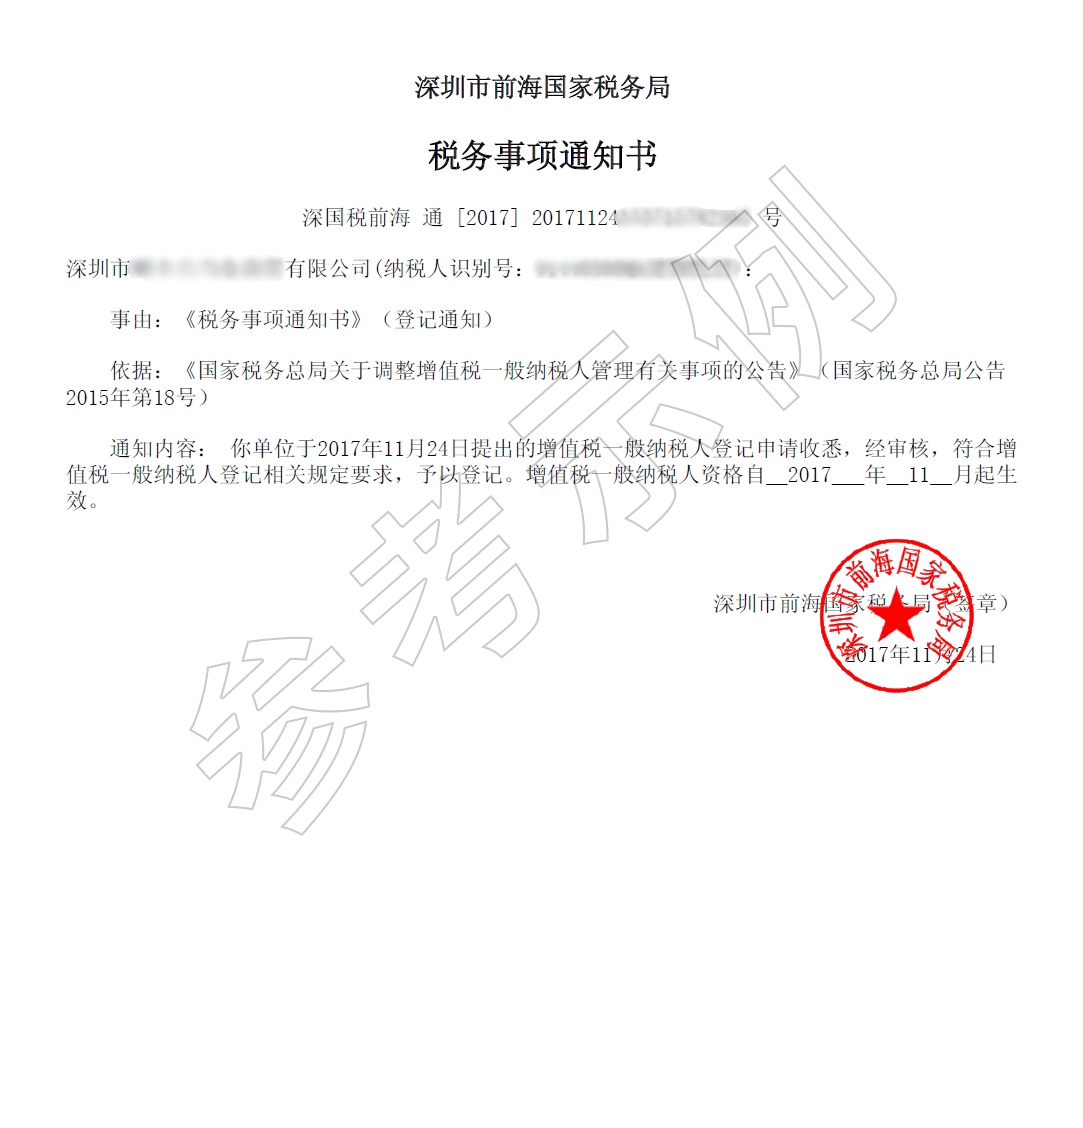 深圳市前海国家税务局
税务事项通知书
深国税前海 通 [2017] 20171124 号
深圳市 有限公司(纳税人识别号: :
事由：《税务事项通知书》（登记通知）
依据：《国家税务总局关于调整增值税一般纳税人管理有关事项的公告》（国家税务总局公告
2015年第18号）
通知内容： 你单位于2017年11月24日提出的增值税一般纳税人登记申请收悉，经审核，符合增
值税一般纳税人登记相关规定要求，予以登记。增值税一般纳税人资格自__2017___年__11__月起生
效。
深圳市前海国家税务局（签章）
2017年11月24日
深圳市前海国家税务局
参考示例